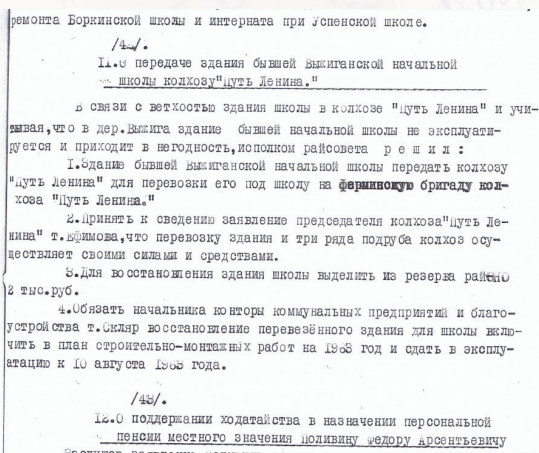 ремонта Боркинской школы и интерната при Успенской школе.
/42/.
II.О передаче здания бывшей Выжиганской начальной
школы колхозу"Путь Ленина."
В связи с ветхостью здания школы в колхозе "Путь Ленина" и учи-
тывая,что в дер.Выжига здание бывшей начальной школы не эксплуати-
руется и приходит в негодность,исполком райсовета р е ш и л :
I.Здание бывшей Выжиганской начальной школы передать колхозу
"Путь Ленина" для перевозки его под школу на фарминскую бригаду кол-
хоза "Путь Ленина."
2.Принять к сведению заявление председателя колхоза"Путь Ле-
нина" т.Ефимова,что перевозку здания и три ряда подруба колхоз осу-
ществляет своими силами и средствами.
3.Для восстановления здания школы выделить из резерва районо
2 тыс.руб.
4.Обязать начальника конторы коммунальных предприятий и благо-
устройства т.Скляр восстановление перевезённого здания для школы вклю-
чить в план строительно-монтажных работ на 1968 год и сдать в эксплу-
атацию к 10 августа 1968 года.
/43/.
I2.О поддержании ходатайства в назначении персональной
пенсии местного значения Поливину Федору Арсентьевичу